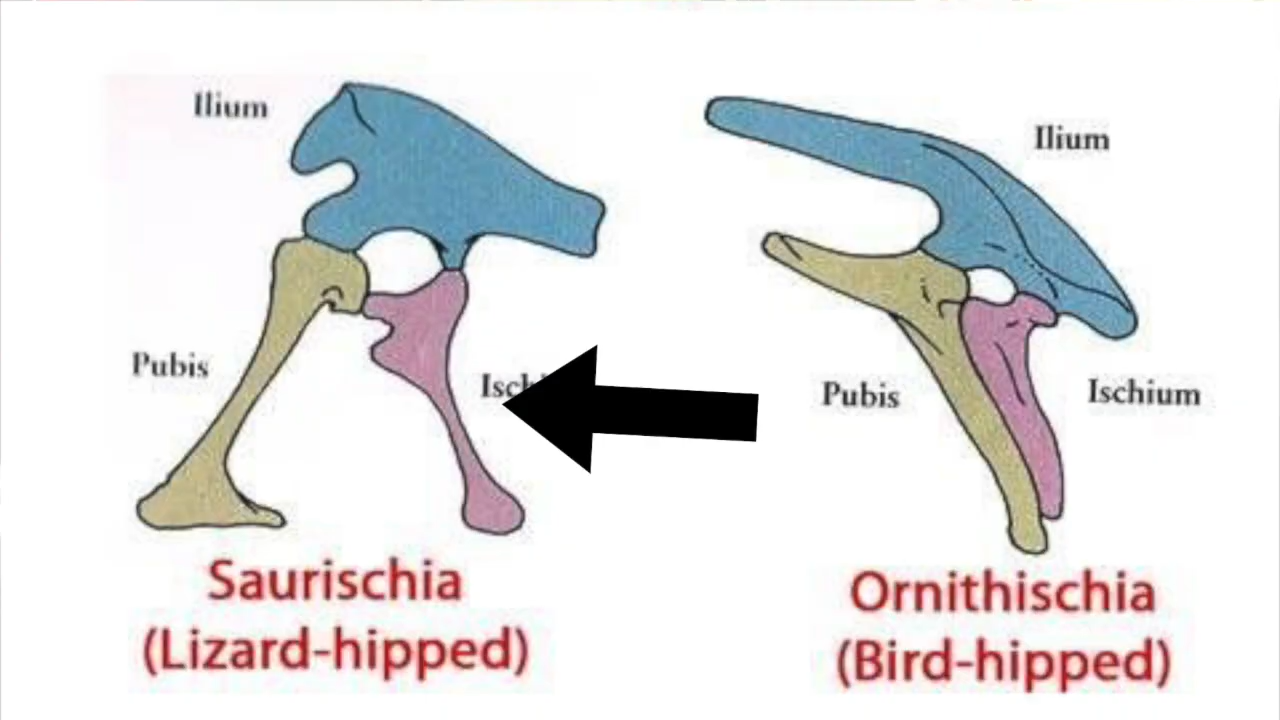 Ilium
Pubis
Saurischia
(Lizard-hipped)
Ilium
Pubis
Ischium
Ornithischia
(Bird-hipped)